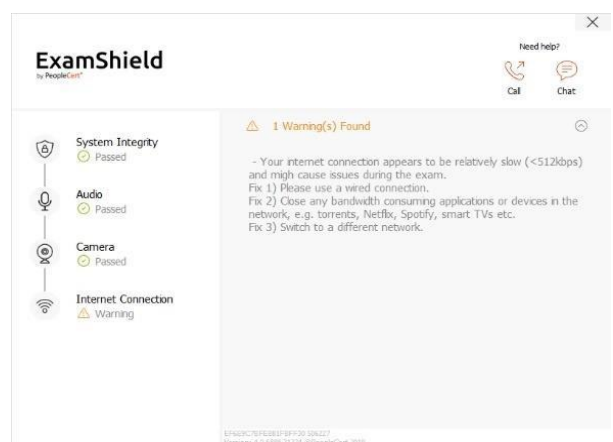 Need help?
ExamShield
by PeopleCert
Call
Chat
1 Warning(s) Found
System Integrity
Passed
- Your internet connection appears to be relatively slow (<512kbps)
and migh cause issues during the exam.
Fix 1) Please use a wired connection.
Fix 2) Close any bandwidth consuming applications or devices in the
network, e.g. torrents, Netflix, Spotify, smart TVs etc.
Fix 3) Switch to a different network.
Audio
Passed
Camera
Passed
Internet Connection
Warning